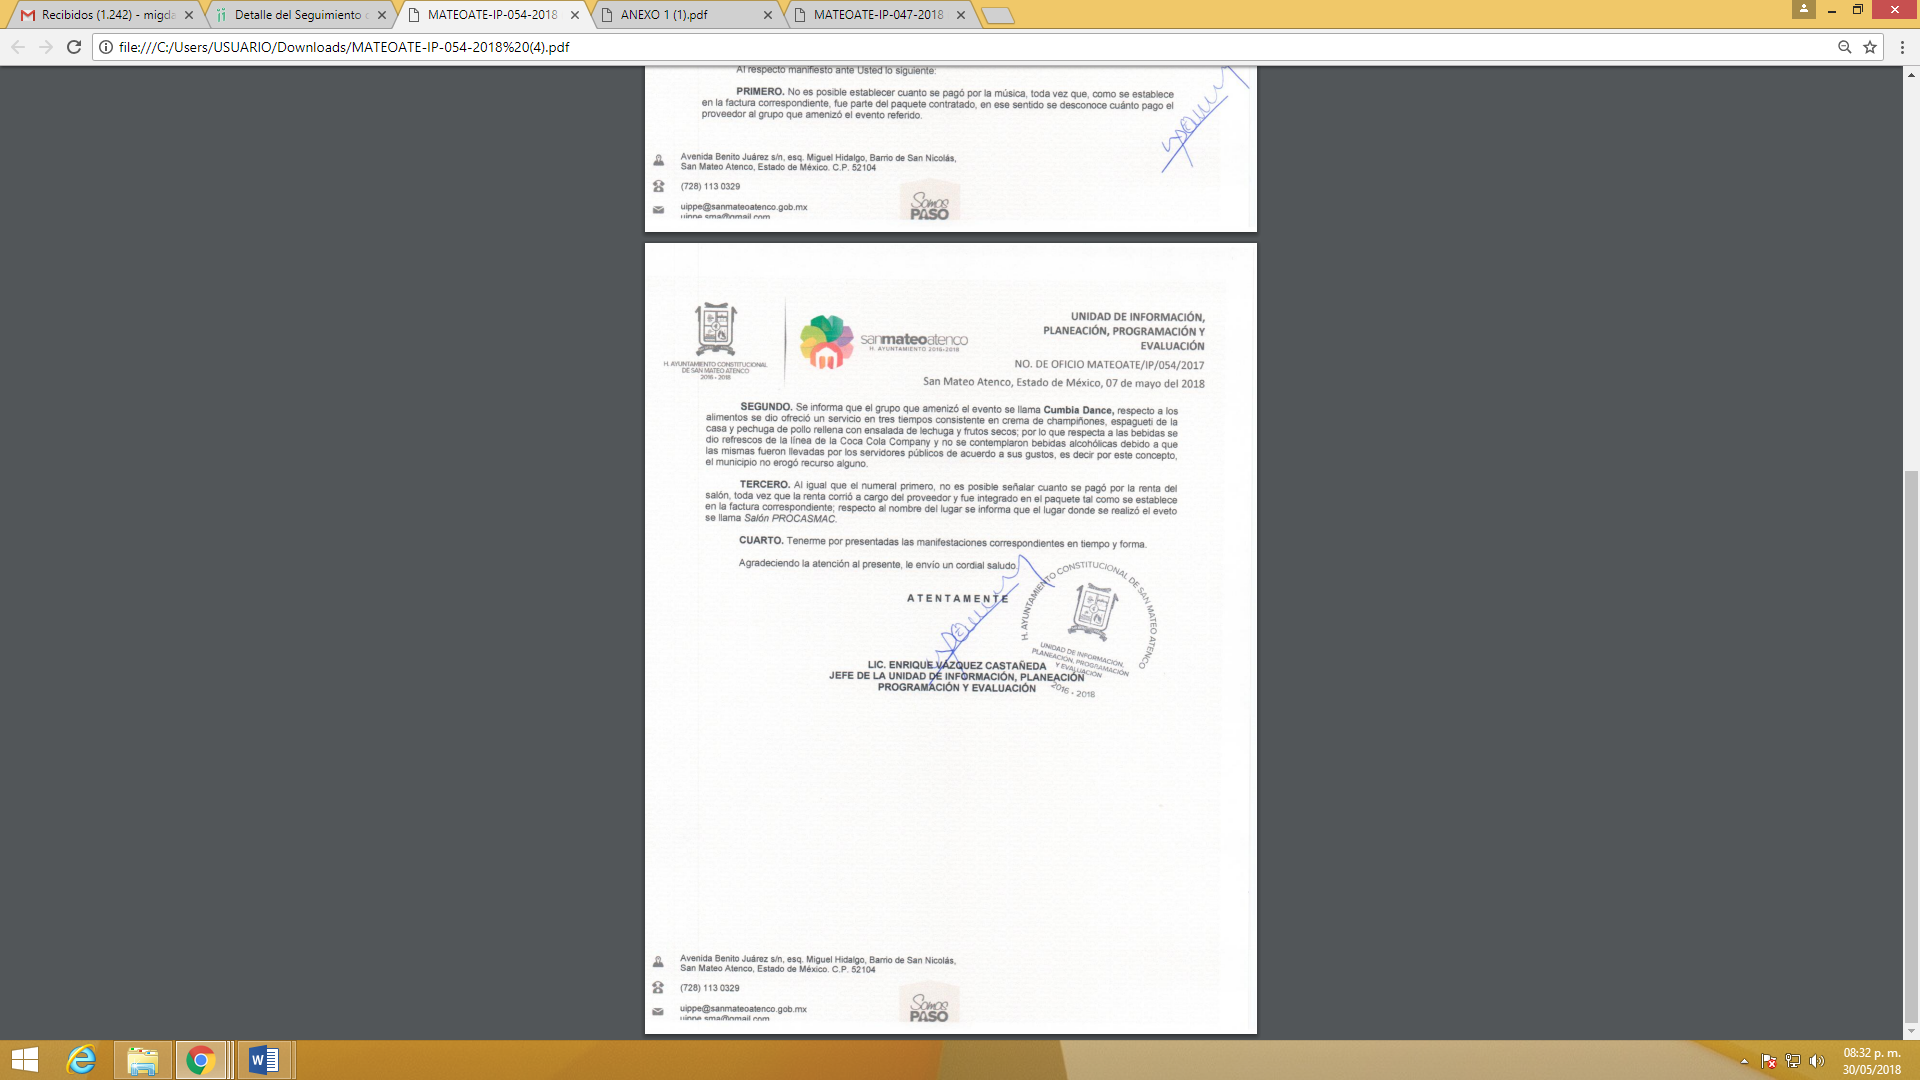 Recibidos (1.242) - migda
Detalle del Seguimiento d
MATEOATE-IP-054-2018
ANEXO 1 (1).pdf
MATEOATE-IP-047-2018
file:///C:/Users/USUARIO/Downloads/MATEOATE-IP-054-2018%20(4).pdf
Al respecto manifiesto ante Usted lo siguiente:
PRIMERO. No es posible establecer cuanto se pagó por la música, toda vez que, como se establece
en la factura correspondiente, fue parte del paquete contratado, en ese sentido se desconoce cuánto pago el
proveedor al grupo que amenizó el evento referido.
Avenida Benito Juárez s/n, esq. Miguel Hidalgo, Barrio de San Nicolás,
San Mateo Atenco, Estado de México. C.P. 52104
(728) 113 0329
uippe@sanmateoatenco.gob.mx
uippe.sma@gmail.com
Somos
PASO
H. AYUNTAMIENTO CONSTITUCIONAL
DE SAN MATEO ATENCO
2016 - 2018
sanmateoatenco
H. AYUNTAMIENTO 2016-2018
UNIDAD DE INFORMACIÓN,
PLANEACIÓN, PROGRAMACIÓN Y
EVALUACIÓN
NO. DE OFICIO MATEOATE/IP/054/2017
San Mateo Atenco, Estado de México, 07 de mayo del 2018
SEGUNDO. Se informa que el grupo que amenizó el evento se llama Cumbia Dance, respecto a los
alimentos se dio ofreció un servicio en tres tiempos consistente en crema de champiñones, espagueti de la
casa y pechuga de pollo rellena con ensalada de lechuga y frutos secos; por lo que respecta a las bebidas se
dio refrescos de la línea de la Coca Cola Company y no se contemplaron bebidas alcohólicas debido a que
las mismas fueron llevadas por los servidores públicos de acuerdo a sus gustos, es decir por este concepto,
el municipio no erogó recurso alguno.
TERCERO. Al igual que el numeral primero, no es posible señalar cuanto se pagó por la renta del
salón, toda vez que la renta corrió a cargo del proveedor y fue integrado en el paquete tal como se establece
en la factura correspondiente; respecto al nombre del lugar se informa que el lugar donde se realizó el eveto
se llama Salón PROCASMAC.
CUARTO. Tenerme por presentadas las manifestaciones correspondientes en tiempo y forma.
Agradeciendo la atención al presente, le envío un cordial saludo.
A T E N T A M E N T E
H. AYUNTAMIENTO CONSTITUCIONAL DE SAN MATEO ATENCO
UNIDAD DE INFORMACIÓN,
PLANEACIÓN, PROGRAMACIÓN
Y EVALUACIÓN
2016 - 2018
LIC. ENRIQUE VÁZQUEZ CASTAÑEDA
JEFE DE LA UNIDAD DE INFORMACIÓN, PLANEACIÓN
PROGRAMACIÓN Y EVALUACIÓN
Avenida Benito Juárez s/n, esq. Miguel Hidalgo, Barrio de San Nicolás,
San Mateo Atenco, Estado de México. C.P. 52104
(728) 113 0329
uippe@sanmateoatenco.gob.mx
uippe.sma@gmail.com
Somos
PASO
08:32 p. m.
30/05/2018